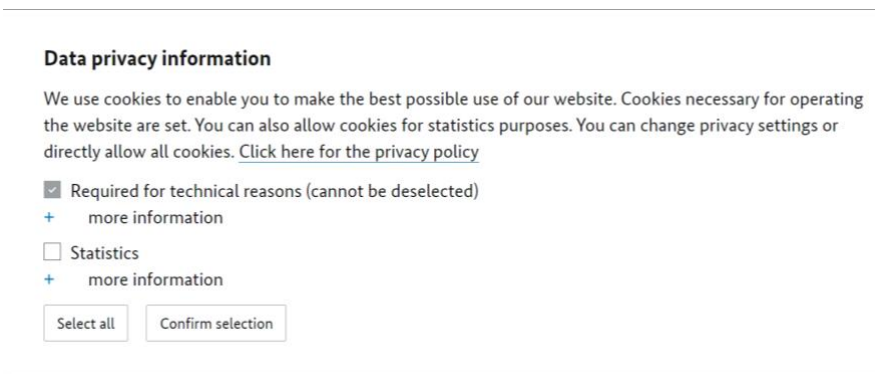 Data privacy information
We use cookies to enable you to make the best possible use of our website. Cookies necessary for operating
the website are set. You can also allow cookies for statistics purposes. You can change privacy settings or
directly allow all cookies. Click here for the privacy policy
Required for technical reasons (cannot be deselected)
+ more information
Statistics
+ more information
Select all Confirm selection